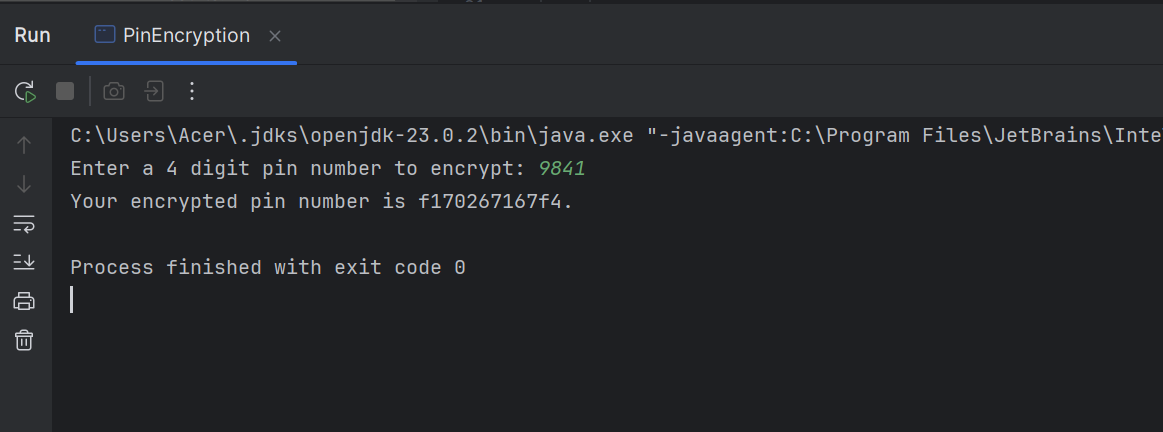 Run PinEncryption
C:\Users\Acer\.jdks\openjdk-23.0.2\bin\java.exe "-javaagent:C:\Program Files\JetBrains\Inte
Enter a 4 digit pin number to encrypt: 9841
Your encrypted pin number is f170267167f4.
Process finished with exit code 0